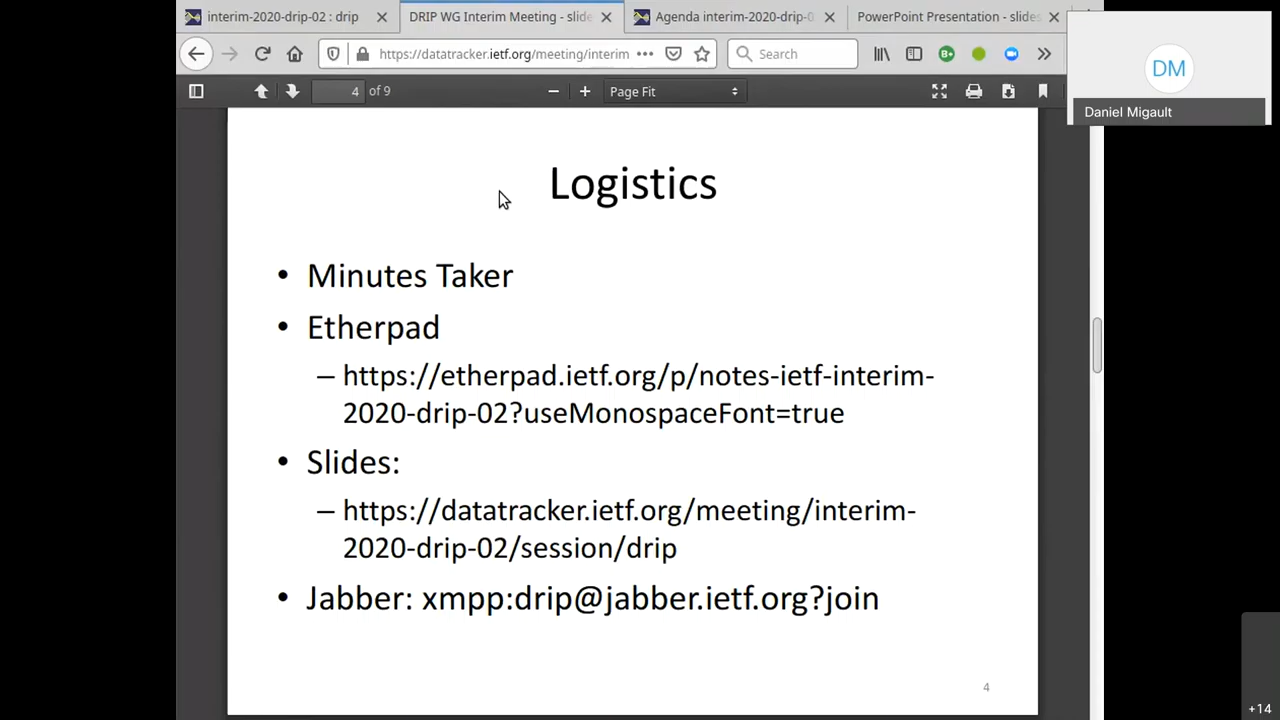 interim-2020-drip-02 : drip
DRIP WG Interim Meeting - slide
Agenda interim-2020-drip-0
PowerPoint Presentation - slides
https://datatracker.ietf.org/meeting/interim
Search
4 of 9
Page Fit
DM
Daniel Migault
Logistics
• Minutes Taker
• Etherpad
– https://etherpad.ietf.org/p/notes-ietf-interim-
2020-drip-02?useMonospaceFont=true
• Slides:
– https://datatracker.ietf.org/meeting/interim-
2020-drip-02/session/drip
• Jabber: xmpp:drip@jabber.ietf.org?join
4
+14